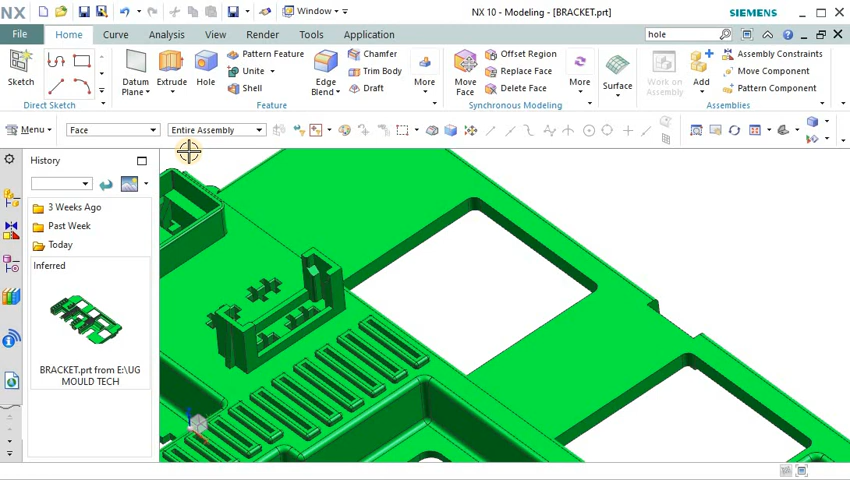 NX
Window
NX 10 - Modeling - [BRACKET.prt]
SIEMENS
File
Home
Curve
Analysis
View
Render
Tools
Application
hole
Sketch
Direct Sketch
Datum Plane
Extrude
Hole
Pattern Feature
Unite
Shell
Edge Blend
Chamfer
Trim Body
Draft
More
Feature
Move Face
Offset Region
Replace Face
Delete Face
More
Synchronous Modeling
Surface
Work on Assembly
Add
Assembly Constraints
Move Component
Pattern Component
Assemblies
Menu
Face
Entire Assembly
History
3 Weeks Ago
Past Week
Today
Inferred
BRACKET.prt from E:\UG
MOULD TECH